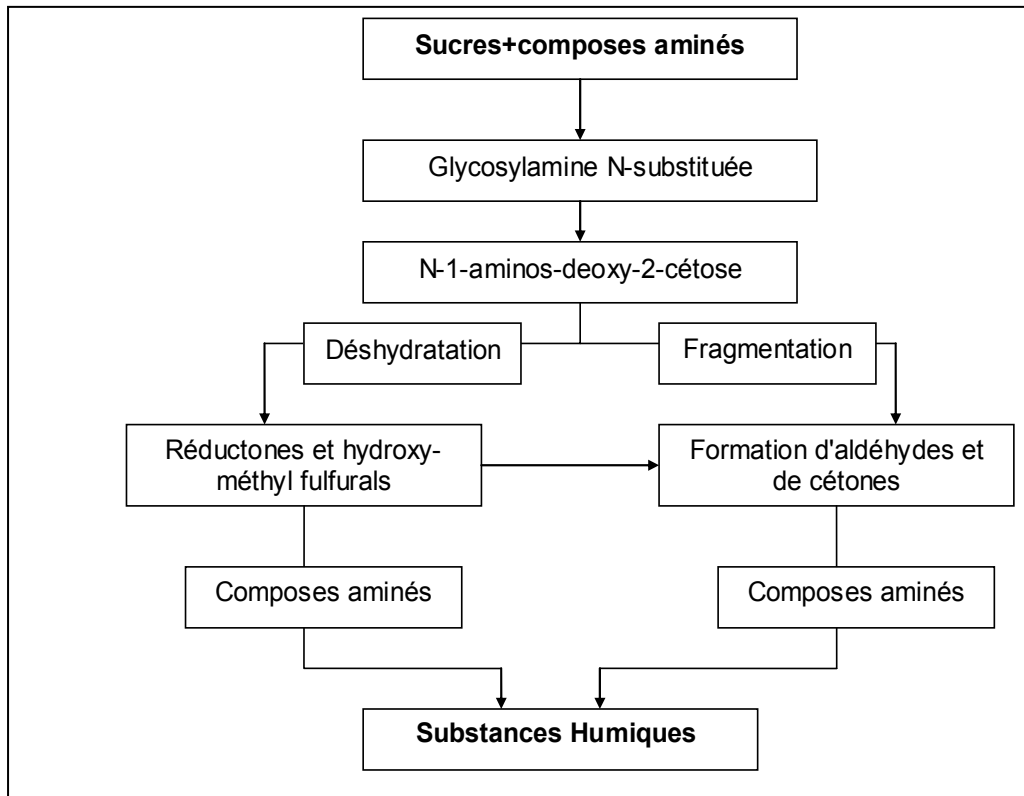 Sucres+composes aminés
Glycosylamine N-substituée
N-1-aminos-deoxy-2-cétose
Déshydratation
Fragmentation
Réductones et hydroxy-
méthyl fulfurals
Formation d'aldéhydes et
de cétones
Composes aminés
Composes aminés
Substances Humiques